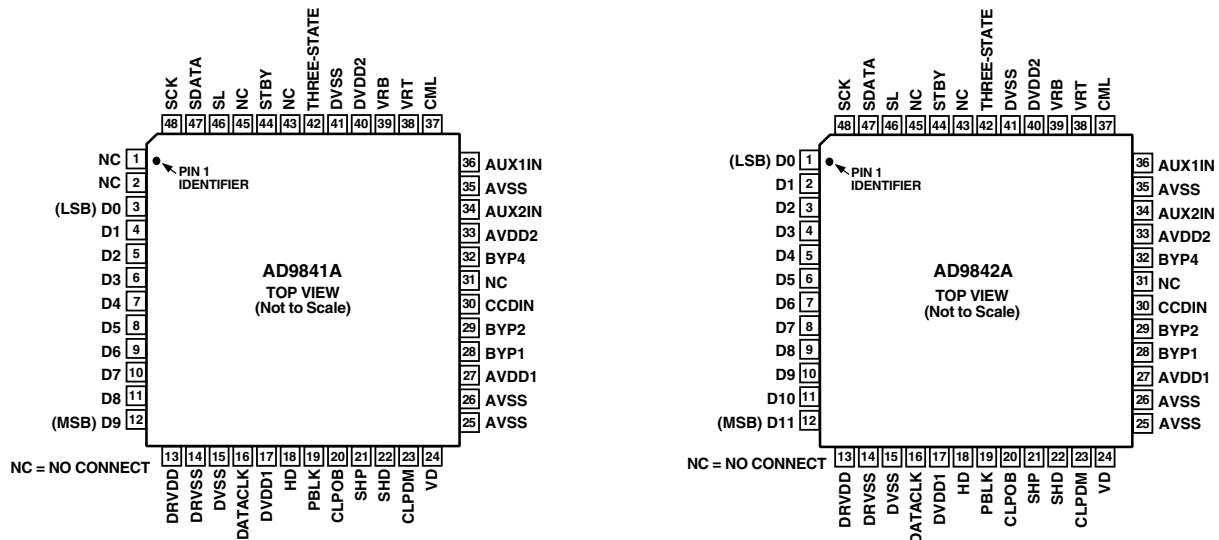 SCK SDATA SL NC STBY NC THREE-STATE DVSS DVDD2 VRB VRT CML
48 47 46 45 44 43 42 41 40 39 38 37
NC 1
NC 2
(LSB) D0 3
D1 4
D2 5
D3 6
D4 7
D5 8
D6 9
D7 10
D8 11
(MSB) D9 12
PIN 1
IDENTIFIER
AD9841A
TOP VIEW
(Not to Scale)
36 AUX1IN
35 AVSS
34 AUX2IN
33 AVDD2
32 BYP4
31 NC
30 CCDIN
29 BYP2
28 BYP1
27 AVDD1
26 AVSS
25 AVSS
13 14 15 16 17 18 19 20 21 22 23 24
DRVDD DRVSS DVSS DATACLK DVDD1 HD PBLK CLPOB SHP SHD CLPDM VD
NC = NO CONNECT
SCK SDATA SL NC STBY NC THREE-STATE DVSS DVDD2 VRB VRT CML
48 47 46 45 44 43 42 41 40 39 38 37
(LSB) D0 1
D1 2
D2 3
D3 4
D4 5
D5 6
D6 7
D7 8
D8 9
D9 10
D10 11
(MSB) D11 12
PIN 1
IDENTIFIER
AD9842A
TOP VIEW
(Not to Scale)
36 AUX1IN
35 AVSS
34 AUX2IN
33 AVDD2
32 BYP4
31 NC
30 CCDIN
29 BYP2
28 BYP1
27 AVDD1
26 AVSS
25 AVSS
13 14 15 16 17 18 19 20 21 22 23 24
DRVDD DRVSS DVSS DATACLK DVDD1 HD PBLK CLPOB SHP SHD CLPDM VD
NC = NO CONNECT